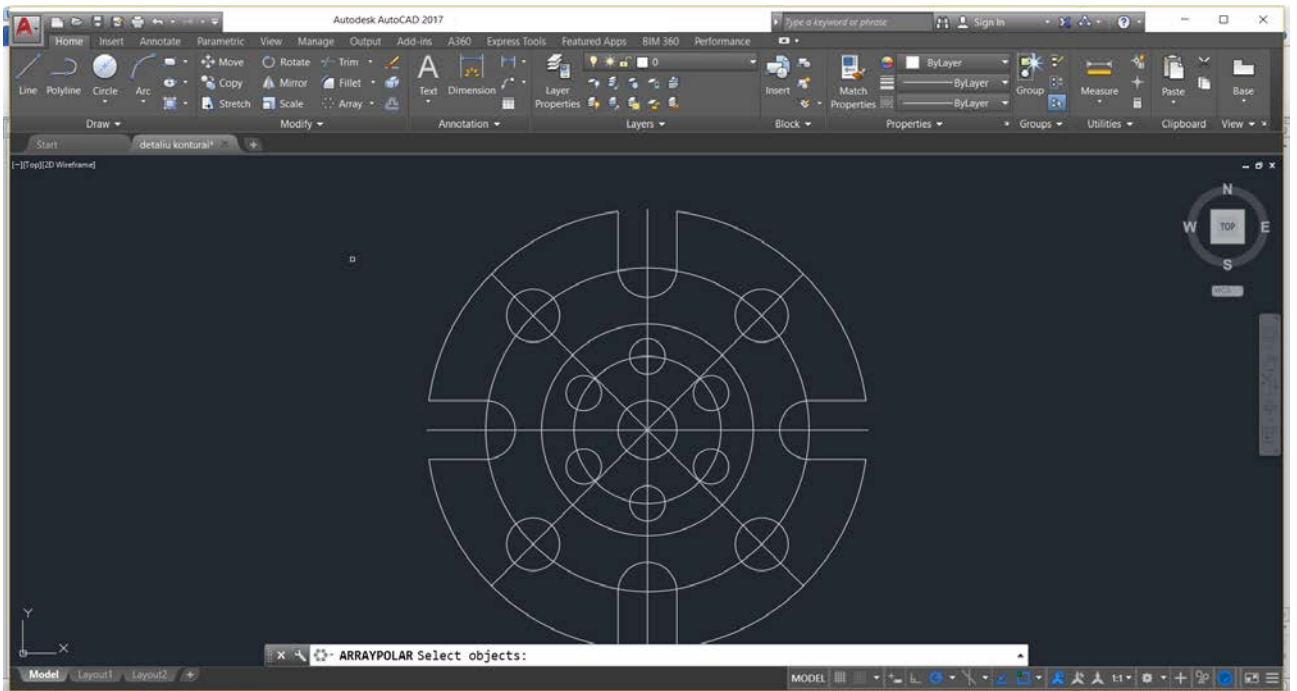 A Autodesk AutoCAD 2017 Type a keyword or phrase Sign In
Home Insert Annotate Parametric View Manage Output Add-ins A360 Express Tools Featured Apps BIM 360 Performance
Line Polyline Circle Arc
Move Rotate Trim
Copy Mirror Fillet
Stretch Scale Array
Text Dimension
Layer Properties
0
Insert
Match Properties
ByLayer
ByLayer
ByLayer
Group Measure Paste Base
Draw Modify Annotation Layers Block Properties Groups Utilities Clipboard View
Start detaliu konturai* +
[−][Top][2D Wireframe]
N
W TOP E
S
WCS
Y
X
ARRAYPOLAR Select objects:
Model Layout1 Layout2 + MODEL 1:1